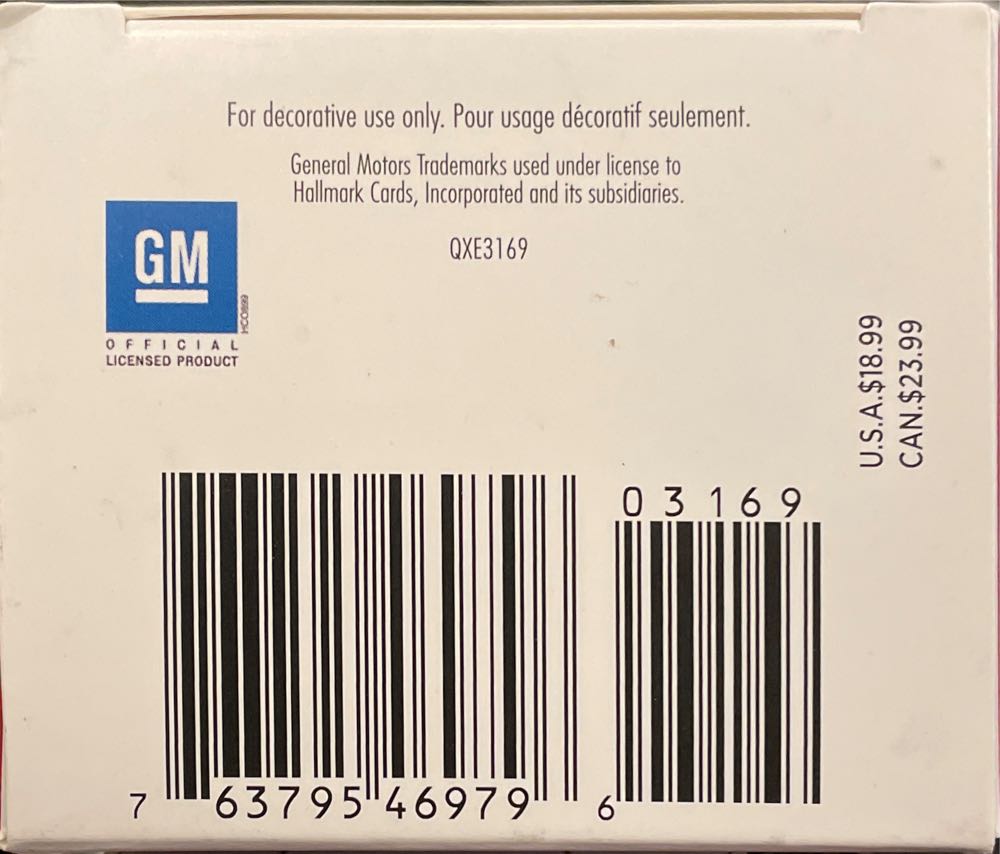 For decorative use only. Pour usage décoratif seulement.
General Motors Trademarks used under license to
Hallmark Cards, Incorporated and its subsidiaries.
QXE3169
GM
HCO899
OFFICIAL
LICENSED PRODUCT
U.S.A.$18.99
CAN.$23.99
03169
7 63795 46979 6